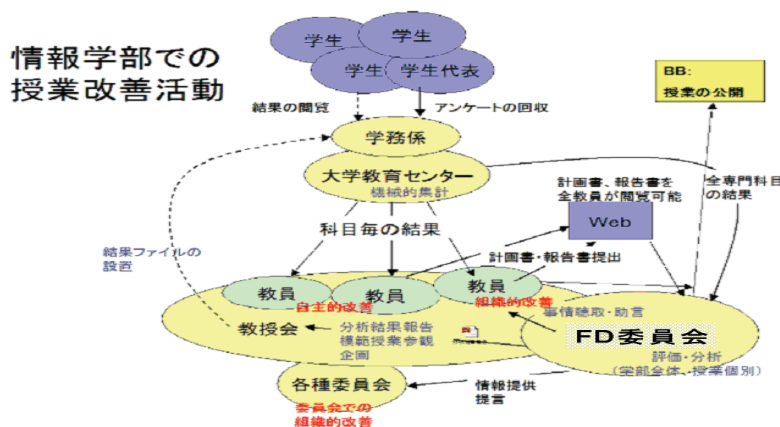 情報学部での
授業改善活動
学生
学生
学生
学生代表
BB:
授業の公開
結果の閲覧
アンケートの回収
学務係
大学教育センター
機械的集計
計画書、報告書を
全教員が閲覧可能
全専門科目
の結果
Web
科目毎の結果
計画書・報告書提出
結果ファイルの
設置
教員
教員
教員
自主的改善
組織的改善
事情聴取・助言
教授会
分析結果報告
模範授業参観
企画
FD委員会
評価・分析
（学部全体、授業個別）
各種委員会
情報提供
提言
委員会での
組織的改善